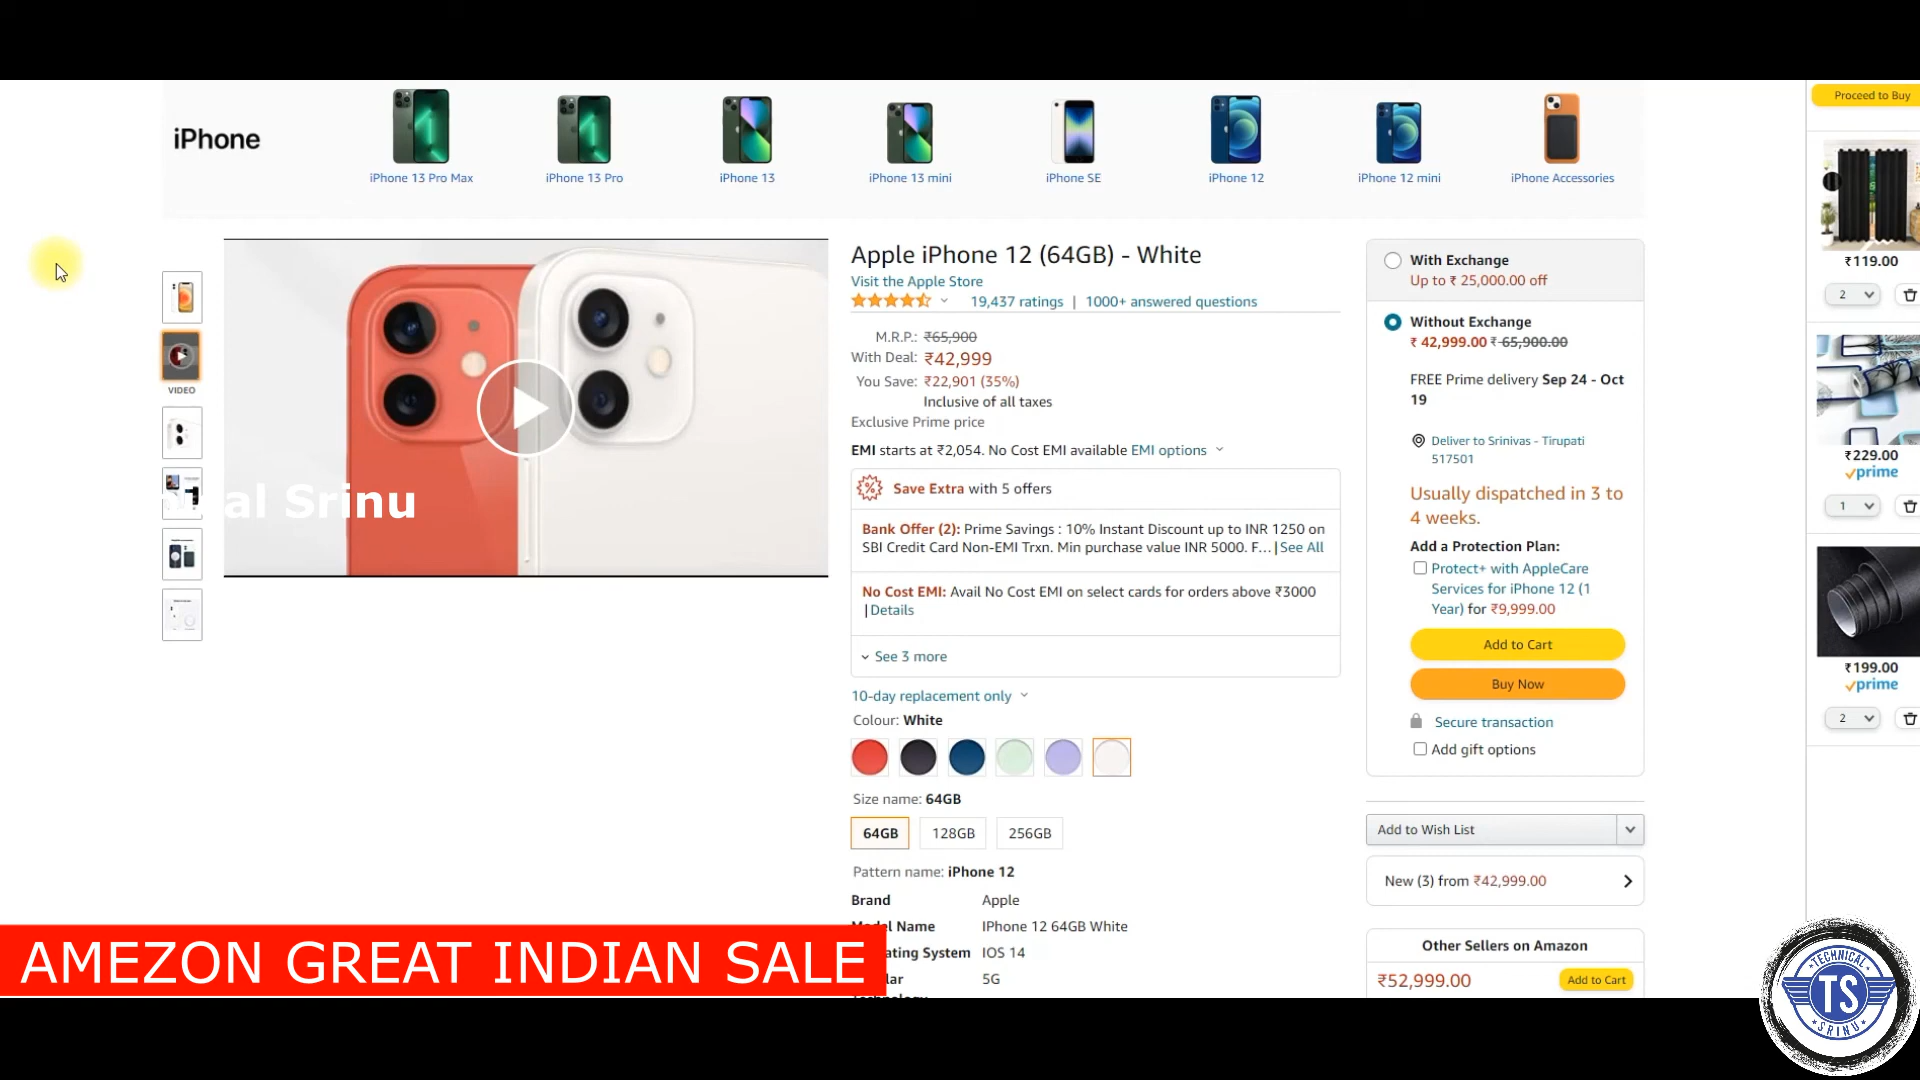 Proceed to Buy
iPhone
iPhone 13 Pro Max
iPhone 13 Pro
iPhone 13
iPhone 13 mini
iPhone SE
iPhone 12
iPhone 12 mini
iPhone Accessories
VIDEO
al Srinu
Apple iPhone 12 (64GB) - White
Visit the Apple Store
19,437 ratings | 1000+ answered questions
M.R.P.: ₹65,900
With Deal: ₹42,999
You Save: ₹22,901 (35%)
Inclusive of all taxes
Exclusive Prime price
EMI starts at ₹2,054. No Cost EMI available EMI options
Save Extra with 5 offers
Bank Offer (2): Prime Savings : 10% Instant Discount up to INR 1250 on
SBI Credit Card Non-EMI Trxn. Min purchase value INR 5000. F... | See All
No Cost EMI: Avail No Cost EMI on select cards for orders above ₹3000
| Details
See 3 more
10-day replacement only
Colour: White
Size name: 64GB
64GB 128GB 256GB
Pattern name: iPhone 12
Brand Apple
Model Name IPhone 12 64GB White
ating System IOS 14
lar 5G
With Exchange
Up to ₹ 25,000.00 off
Without Exchange
₹ 42,999.00 ₹ 65,900.00
FREE Prime delivery Sep 24 - Oct
19
Deliver to Srinivas - Tirupati
517501
Usually dispatched in 3 to
4 weeks.
Add a Protection Plan:
Protect+ with AppleCare
Services for iPhone 12 (1
Year) for ₹9,999.00
Add to Cart
Buy Now
Secure transaction
Add gift options
Add to Wish List
New (3) from ₹42,999.00
Other Sellers on Amazon
₹52,999.00 Add to Cart
₹119.00
2
₹229.00
prime
1
₹199.00
prime
2
AMEZON GREAT INDIAN SALE
TECHNICAL
TS
SRINU